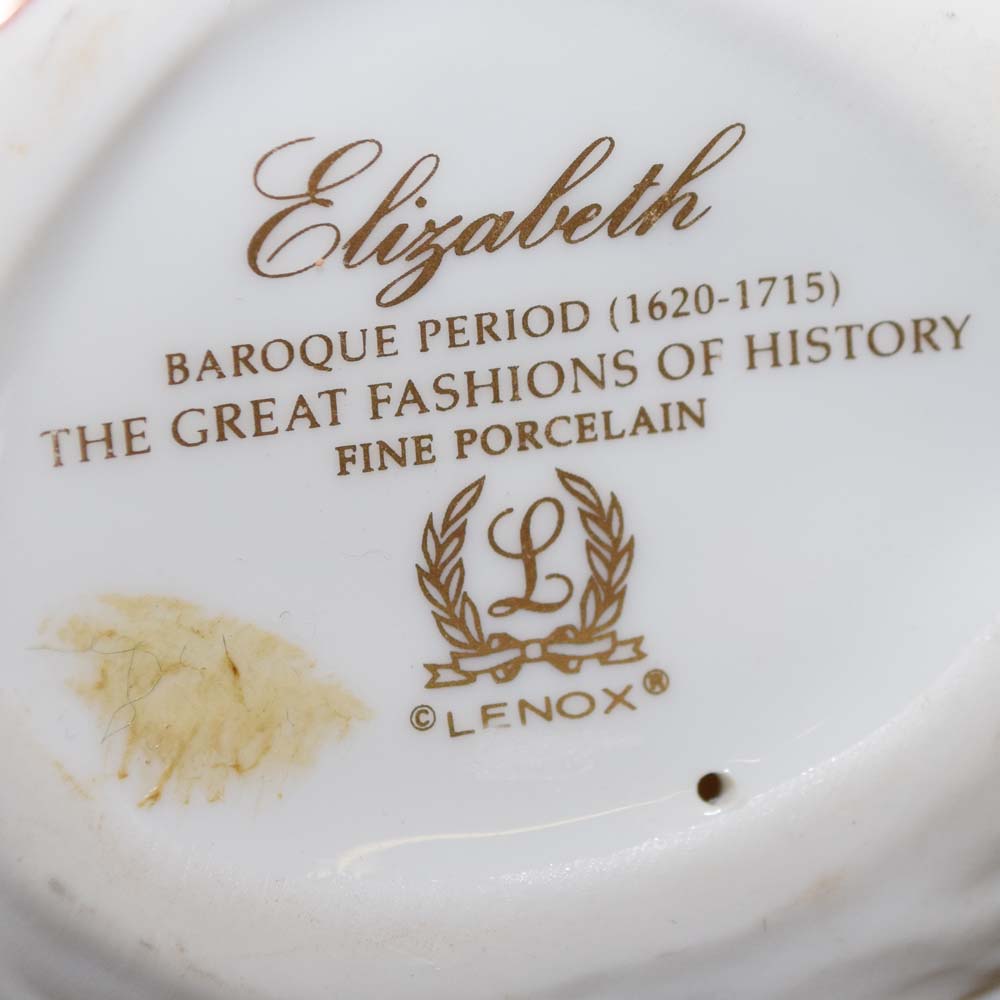 Elizabeth
BAROQUE PERIOD (1620-1715)
THE GREAT FASHIONS OF HISTORY
FINE PORCELAIN
L
© LENOX®